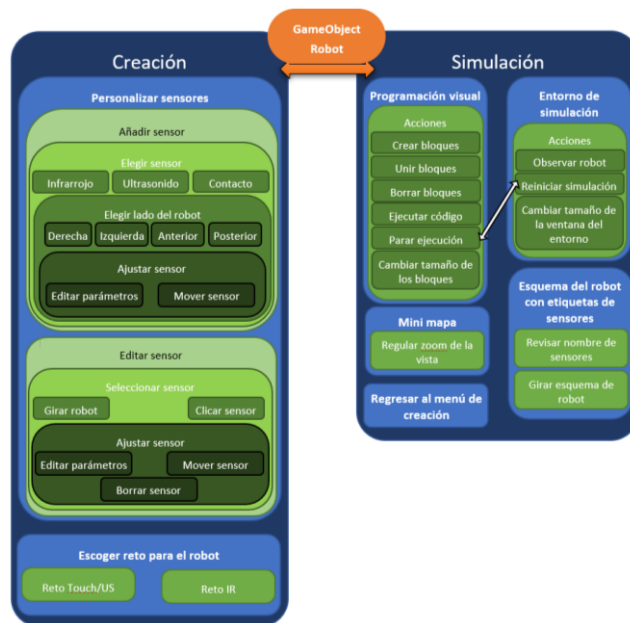 GameObject
Robot
Creación
Personalizar sensores
Añadir sensor
Elegir sensor
Infrarrojo
Ultrasonido
Contacto
Elegir lado del robot
Derecha
Izquierda
Anterior
Posterior
Ajustar sensor
Editar parámetros
Mover sensor
Editar sensor
Seleccionar sensor
Girar robot
Clicar sensor
Ajustar sensor
Editar parámetros
Mover sensor
Borrar sensor
Escoger reto para el robot
Reto Touch/US
Reto IR
Simulación
Programación visual
Acciones
Crear bloques
Unir bloques
Borrar bloques
Ejecutar código
Parar ejecución
Cambiar tamaño de
los bloques
Mini mapa
Regular zoom de la
vista
Regresar al menú de
creación
Entorno de
simulación
Acciones
Observar robot
Reiniciar simulación
Cambiar tamaño de
la ventana del
entorno
Esquema del robot
con etiquetas de
sensores
Revisar nombre de
sensores
Girar esquema de
robot